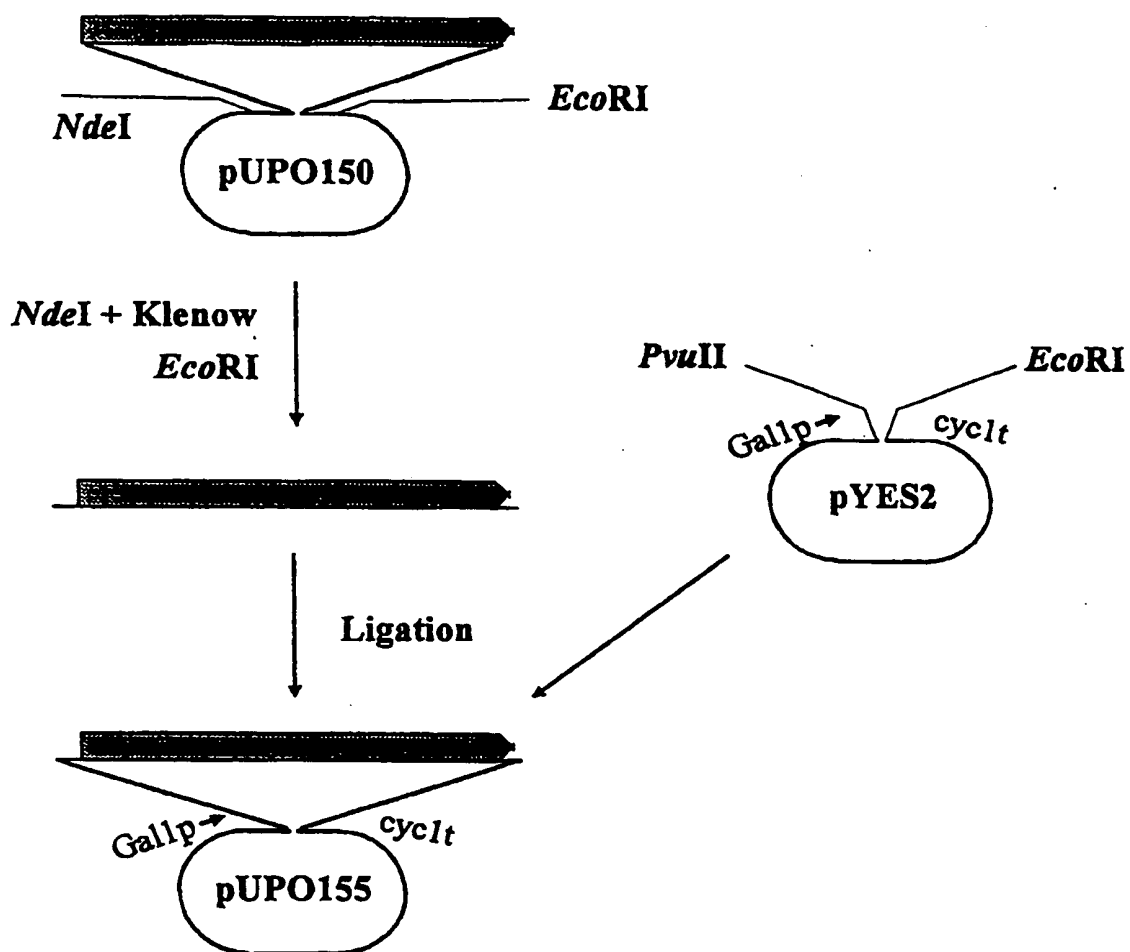 NdeI
EcoRI
pUPO150
NdeI + Klenow
EcoRI
PvuII
EcoRI
Gal1p
cyc1t
pYES2
Ligation
Gal1p
cyc1t
pUPO155